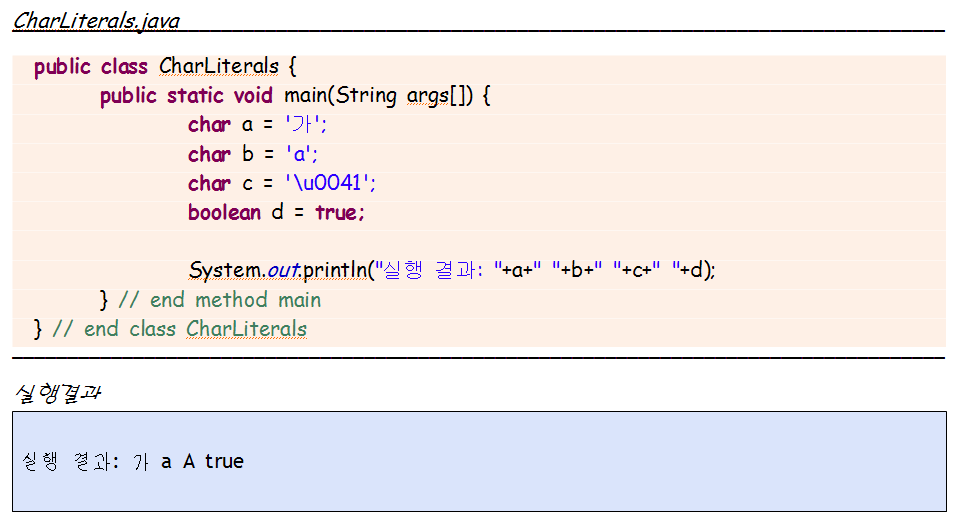 CharLiterals.java
public class CharLiterals {
public static void main(String args[]) {
char a = '가';
char b = 'a';
char c = '\u0041';
boolean d = true;
System.out.println("실행 결과: "+a+" "+b+" "+c+" "+d);
} // end method main
} // end class CharLiterals
실행결과
실행 결과: 가 a A true